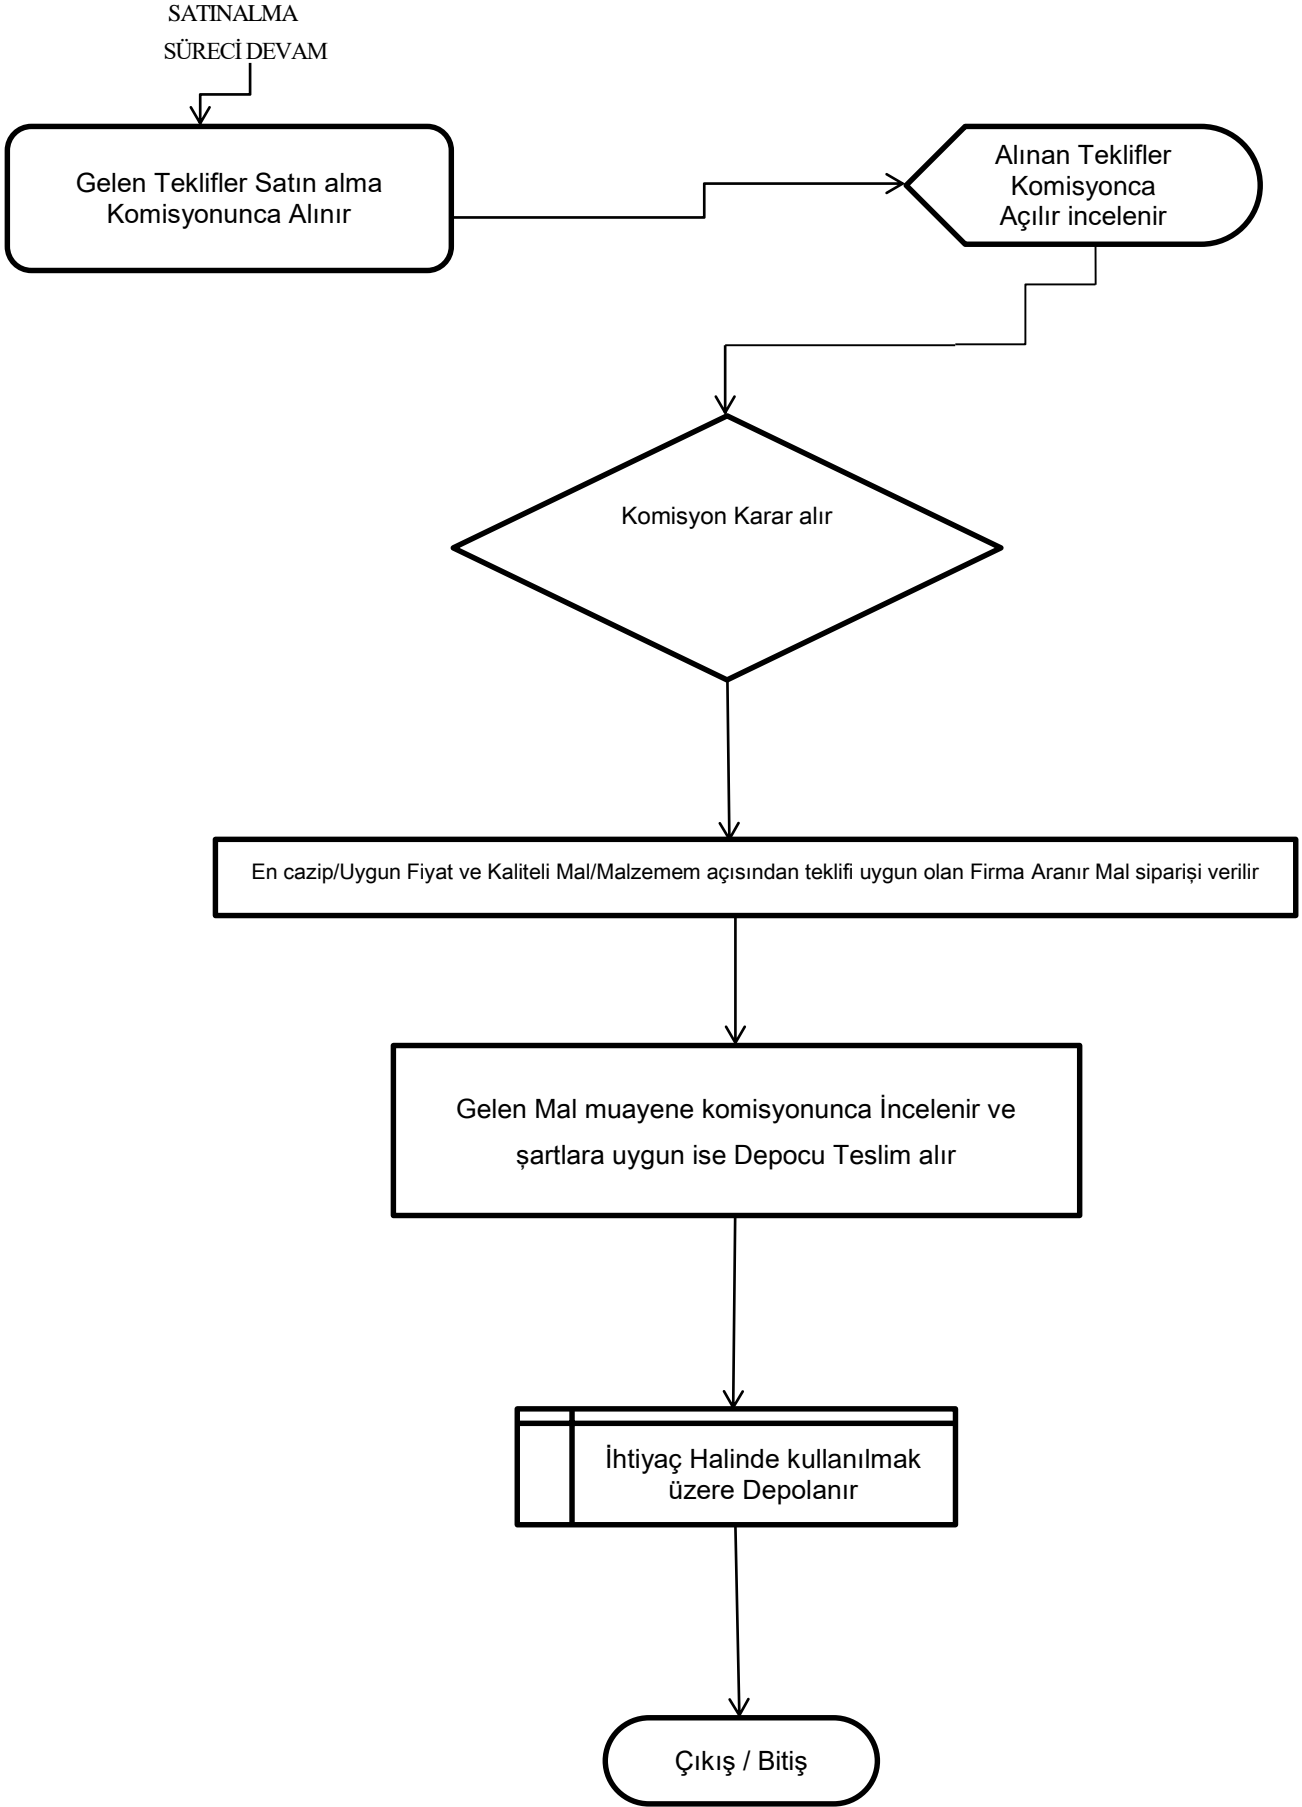 SATINALMA
SÜRECİ DEVAM
Gelen Teklifler Satın alma
Komisyonunca Alınır
Alınan Teklifler
Komisyonca
Açılır incelenir
Komisyon Karar alır
En cazip/Uygun Fiyat ve Kaliteli Mal/Malzemem açısından teklifi uygun olan Firma Aranır Mal siparişi verilir
Gelen Mal muayene komisyonunca İncelenir ve
şartlara uygun ise Depocu Teslim alır
İhtiyaç Halinde kullanılmak
üzere Depolanır
Çıkış / Bitiş